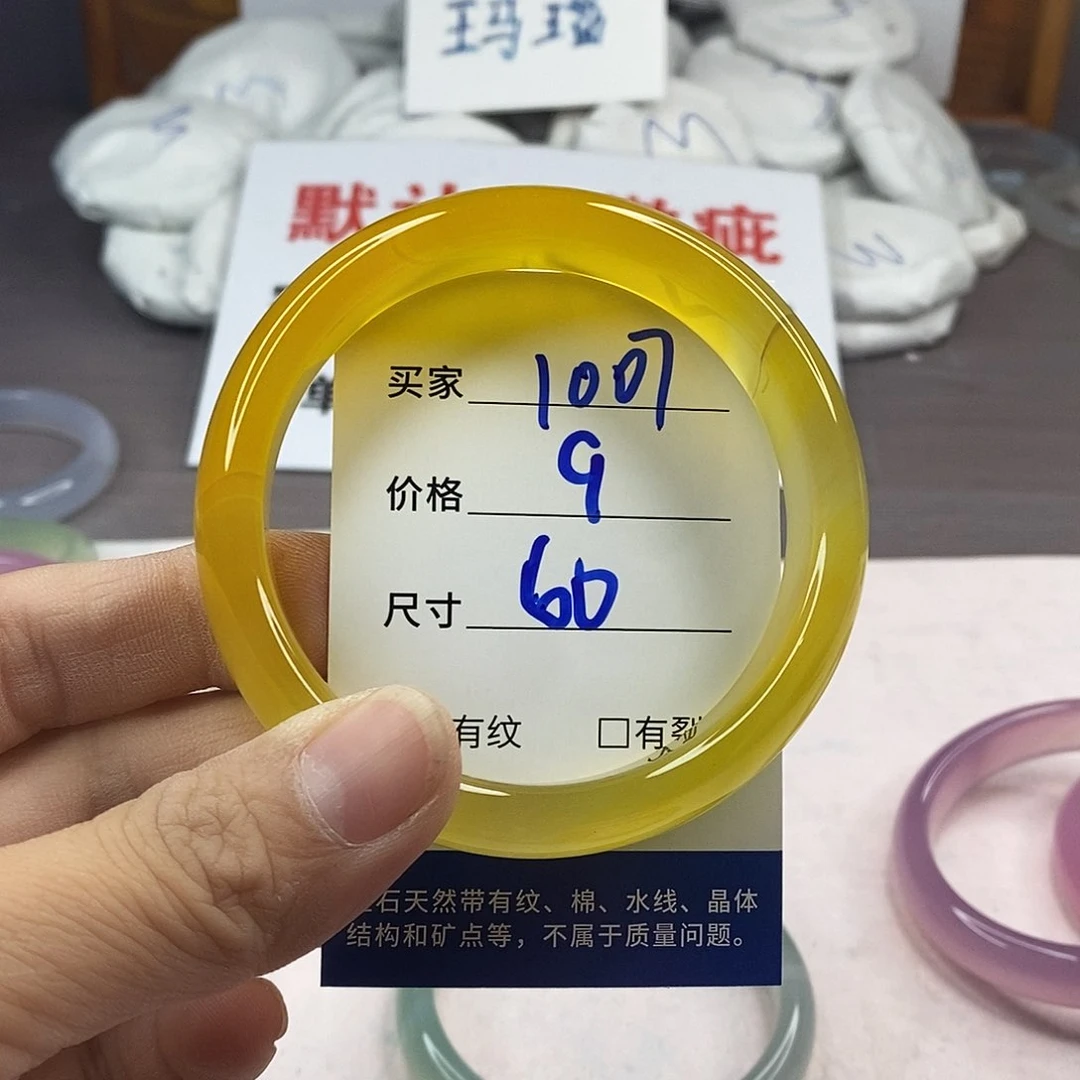 玛瑙
默 疵
买家 1007
价格 9
尺寸 60
有纹 □有裂
石天然带有纹、棉、水线、晶体
结构和矿点等，不属于质量问题。